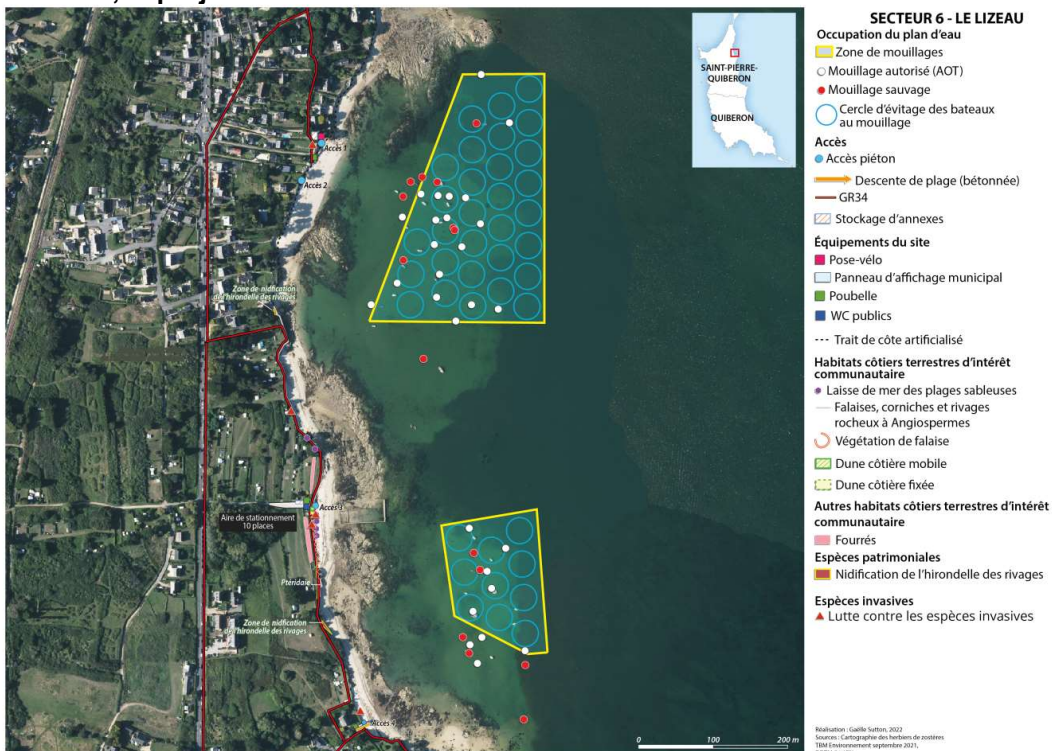 SECTEUR 6 - LE LIZEAU
Occupation du plan d'eau
Zone de mouillages
Mouillage autorisé (AOT)
Mouillage sauvage
Cercle d'évitage des bateaux
au mouillage
Accès
Accès piéton
Descente de plage (bétonnée)
GR34
Stockage d'annexes
Équipements du site
Pose-vélo
Panneau d'affichage municipal
Poubelle
WC publics
Trait de côte artificialisé
Habitats côtiers terrestres d'intérêt
communautaire
Laisse de mer des plages sableuses
Falaises, corniches et rivages
rocheux à Angiospermes
Végétation de falaise
Dune côtière mobile
Dune côtière fixée
Autres habitats côtiers terrestres d'intérêt
communautaire
Fourrés
Espèces patrimoniales
Nidification de l'hirondelle des rivages
Espèces invasives
Lutte contre les espèces invasives
Réalisation : Gaëlle Sutton, 2022
Sources : Cartographie des herbiers de zostères
TBM Environnement septembre 2021,
SAINT-PIERRE-
QUIBERON
QUIBERON
Accès 1
Accès 2
Zone de nidification
de l'hirondelle des rivages
Accès 3
Aire de stationnement
10 places
Ptéridaie
Zone de nidification
de l'hirondelle des rivages
Accès 4
0 100 200 m